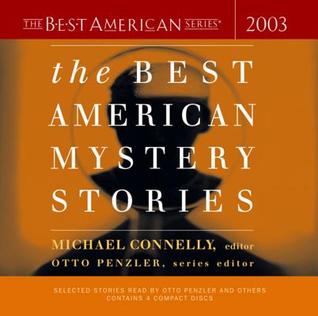 THE BEST AMERICAN SERIES® 2003
the BEST
AMERICAN
MYSTERY
STORIES
MICHAEL CONNELLY, editor
OTTO PENZLER, series editor
SELECTED STORIES READ BY OTTO PENZLER AND OTHERS
CONTAINS 4 COMPACT DISCS